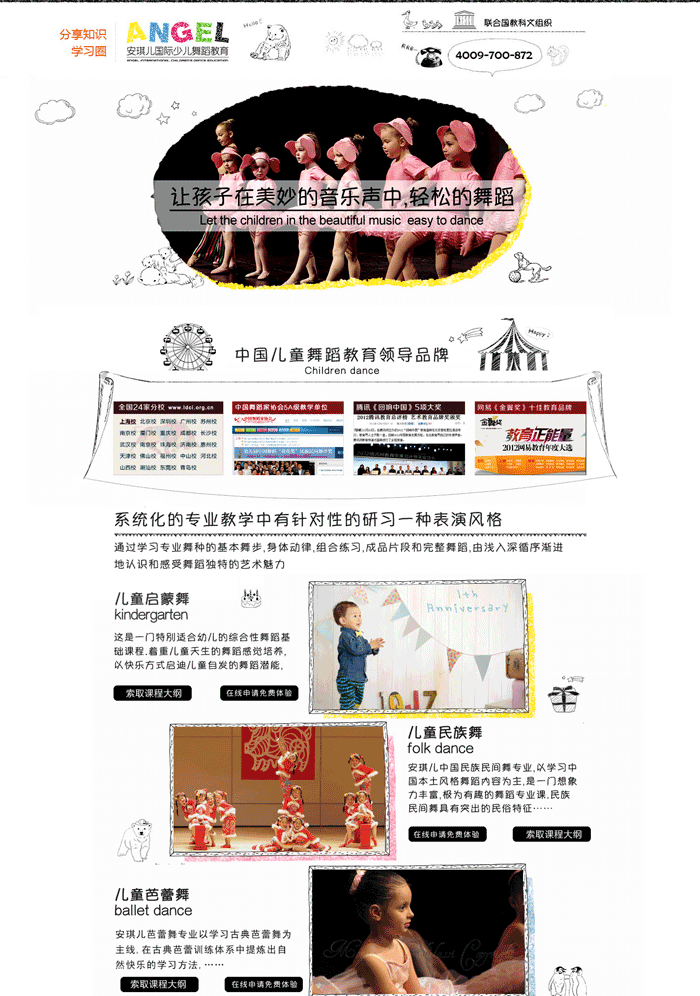 分享知识
学习圈
ANGEL
安琪儿国际少儿舞蹈教育
ANGEL INTERNATIONAL CHILDREN'S DANCE EDUCATION
Hello!
联合国教科文组织
4009-700-872
让孩子在美妙的音乐声中,轻松的舞蹈
Let the children in the beautiful music easy to dance
中国儿童舞蹈教育领导品牌
Children dance
Happy
全国24家分校 www.ldcl.org.cn
上海校 北京校 深圳校 广州校 苏州校
南京校 厦门校 重庆校 成都校 长沙校
武汉校 南京校 珠海校 济南校 惠州校
天津校 佛山校 福州校 中山校 河北校
山西校 潮汕校 东莞校 青岛校
中国舞蹈家协会5A级教学单位
腾讯《回响中国》5项大奖
2012腾讯教育总评榜 艺术教育品牌奖颁奖
网易《金翼奖》十佳教育品牌
金翼奖
教育正能量
2012网易教育年度大选
系统化的专业教学中有针对性的研习一种表演风格
通过学习专业舞种的基本舞步,身体动律,组合练习,成品片段和完整舞蹈,由浅入深循序渐进
地认识和感受舞蹈独特的艺术魅力
儿童启蒙舞
kindergarten
这是一门特别适合幼儿的综合性舞蹈基
础课程,着重儿童天生的舞蹈感觉培养,
以快乐方式启迪儿童自发的舞蹈潜能,
索取课程大纲
在线申请免费体验
1th
Anniversary
儿童民族舞
folk dance
安琪儿中国民族民间舞专业,以学习中
国本土风格舞蹈内容为主,是一门想象
力丰富,极为有趣的舞蹈专业课,民族
民间舞具有突出的民俗特征……
在线申请免费体验
索取课程大纲
儿童芭蕾舞
ballet dance
安琪儿芭蕾舞专业以学习古典芭蕾舞为
主线, 在古典芭蕾训练体系中提炼出自
然快乐的学习方法, ……
索取课程大纲
在线申请免费体验